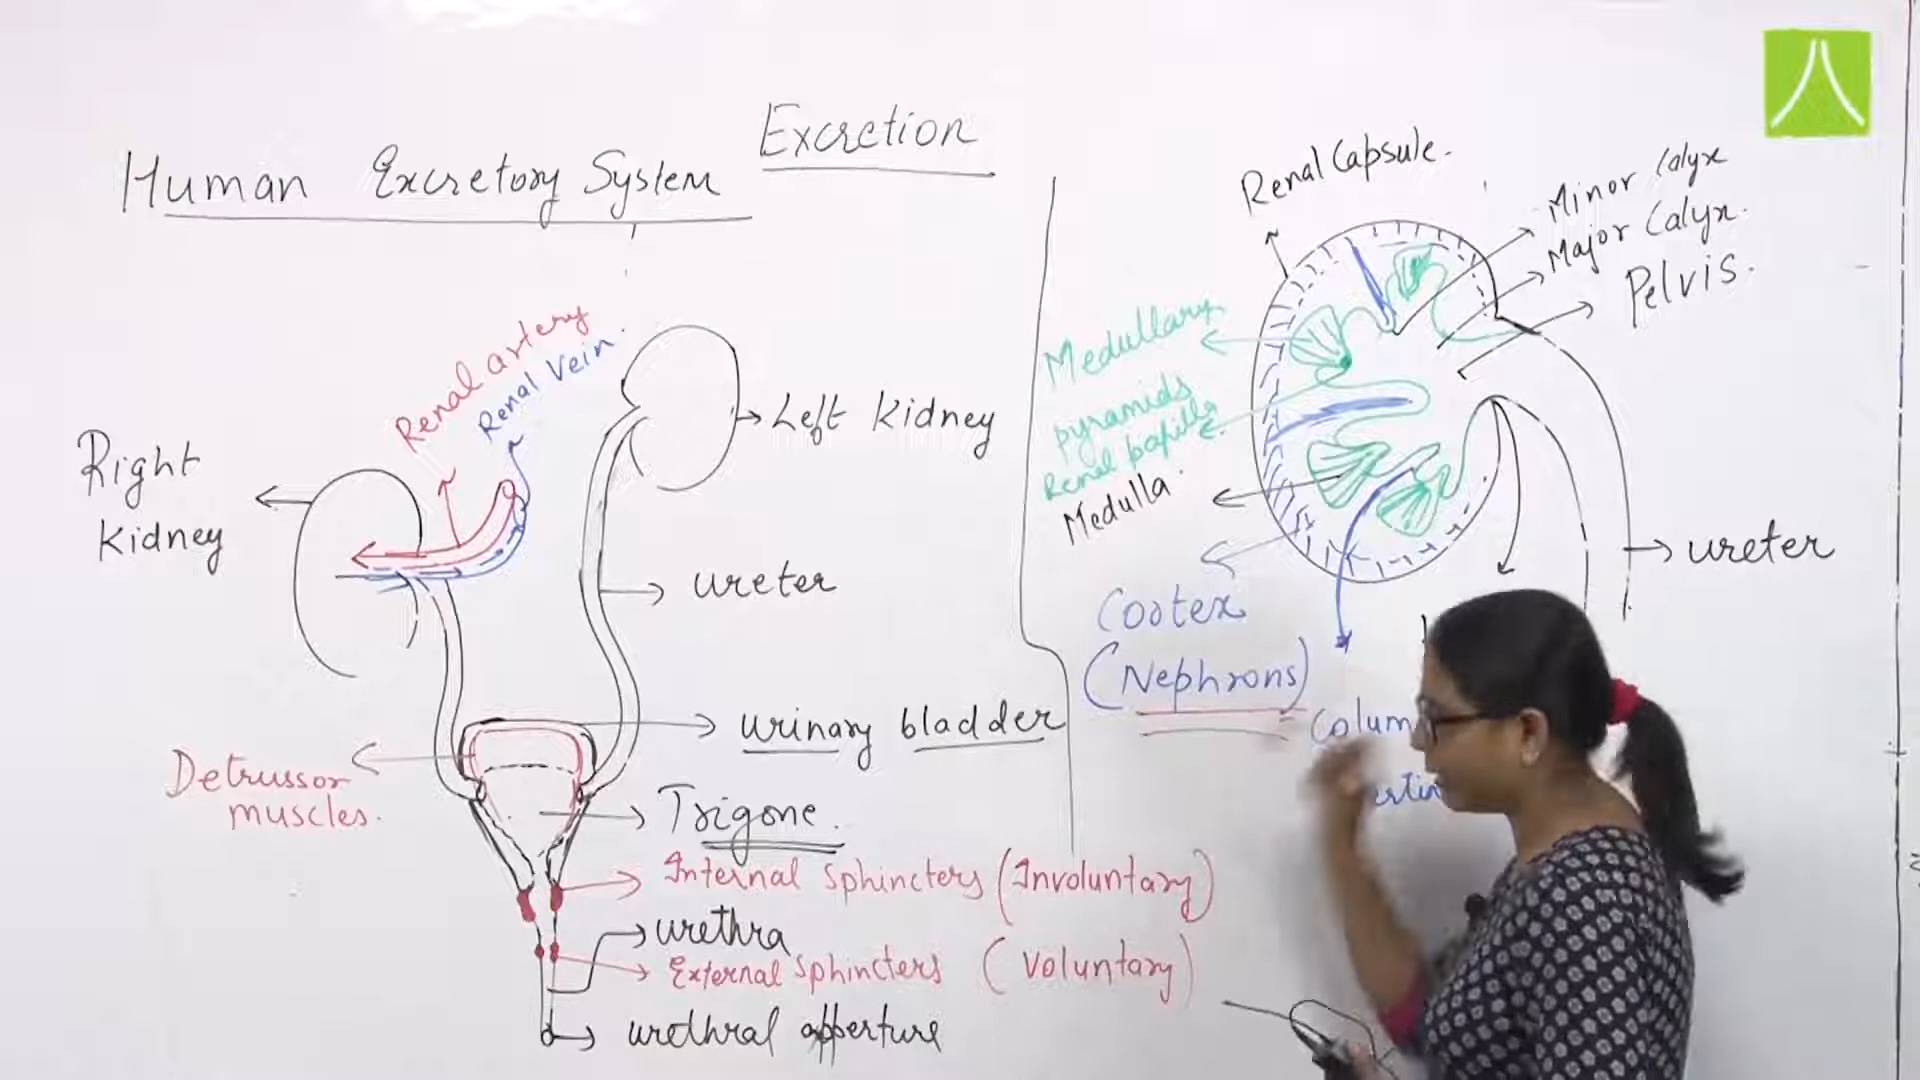 Excretion
Human Excretory System
Renal artery
Renal Vein.
Left Kidney
Right
Kidney
ureter
urinary bladder
Detrussor
muscles.
Trigone.
Internal Sphincters (Involuntary)
urethra
External Sphincters (Voluntary)
urethral apperture
Renal Capsule.
Minor Calyx
Major Calyx.
Pelvis.
Medullary
pyramids
Renal papilla
Medulla
ureter
Cortex
(Nephrons)
Colum